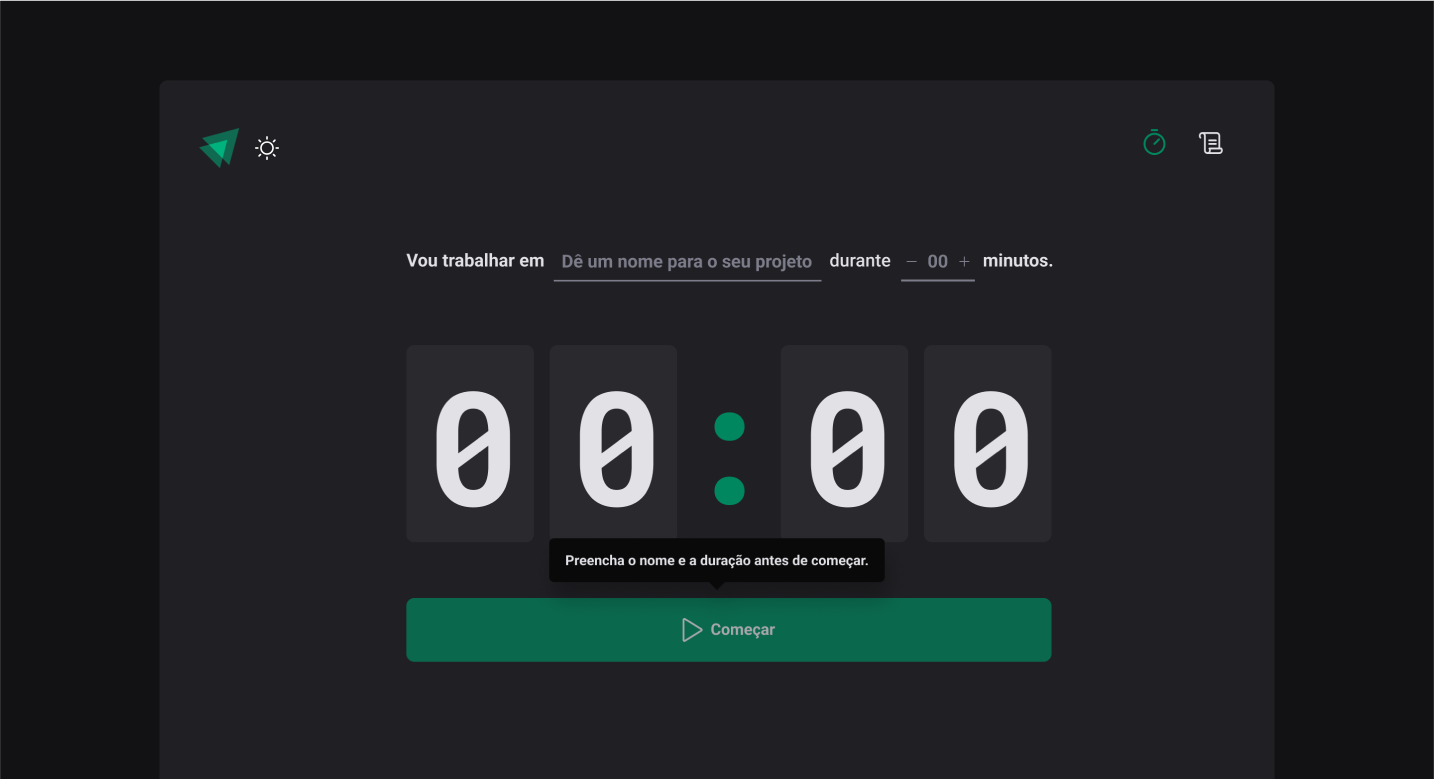 Vou trabalhar em Dê um nome para o seu projeto durante − 00 + minutos.
00:00
Preencha o nome e a duração antes de começar.
Começar